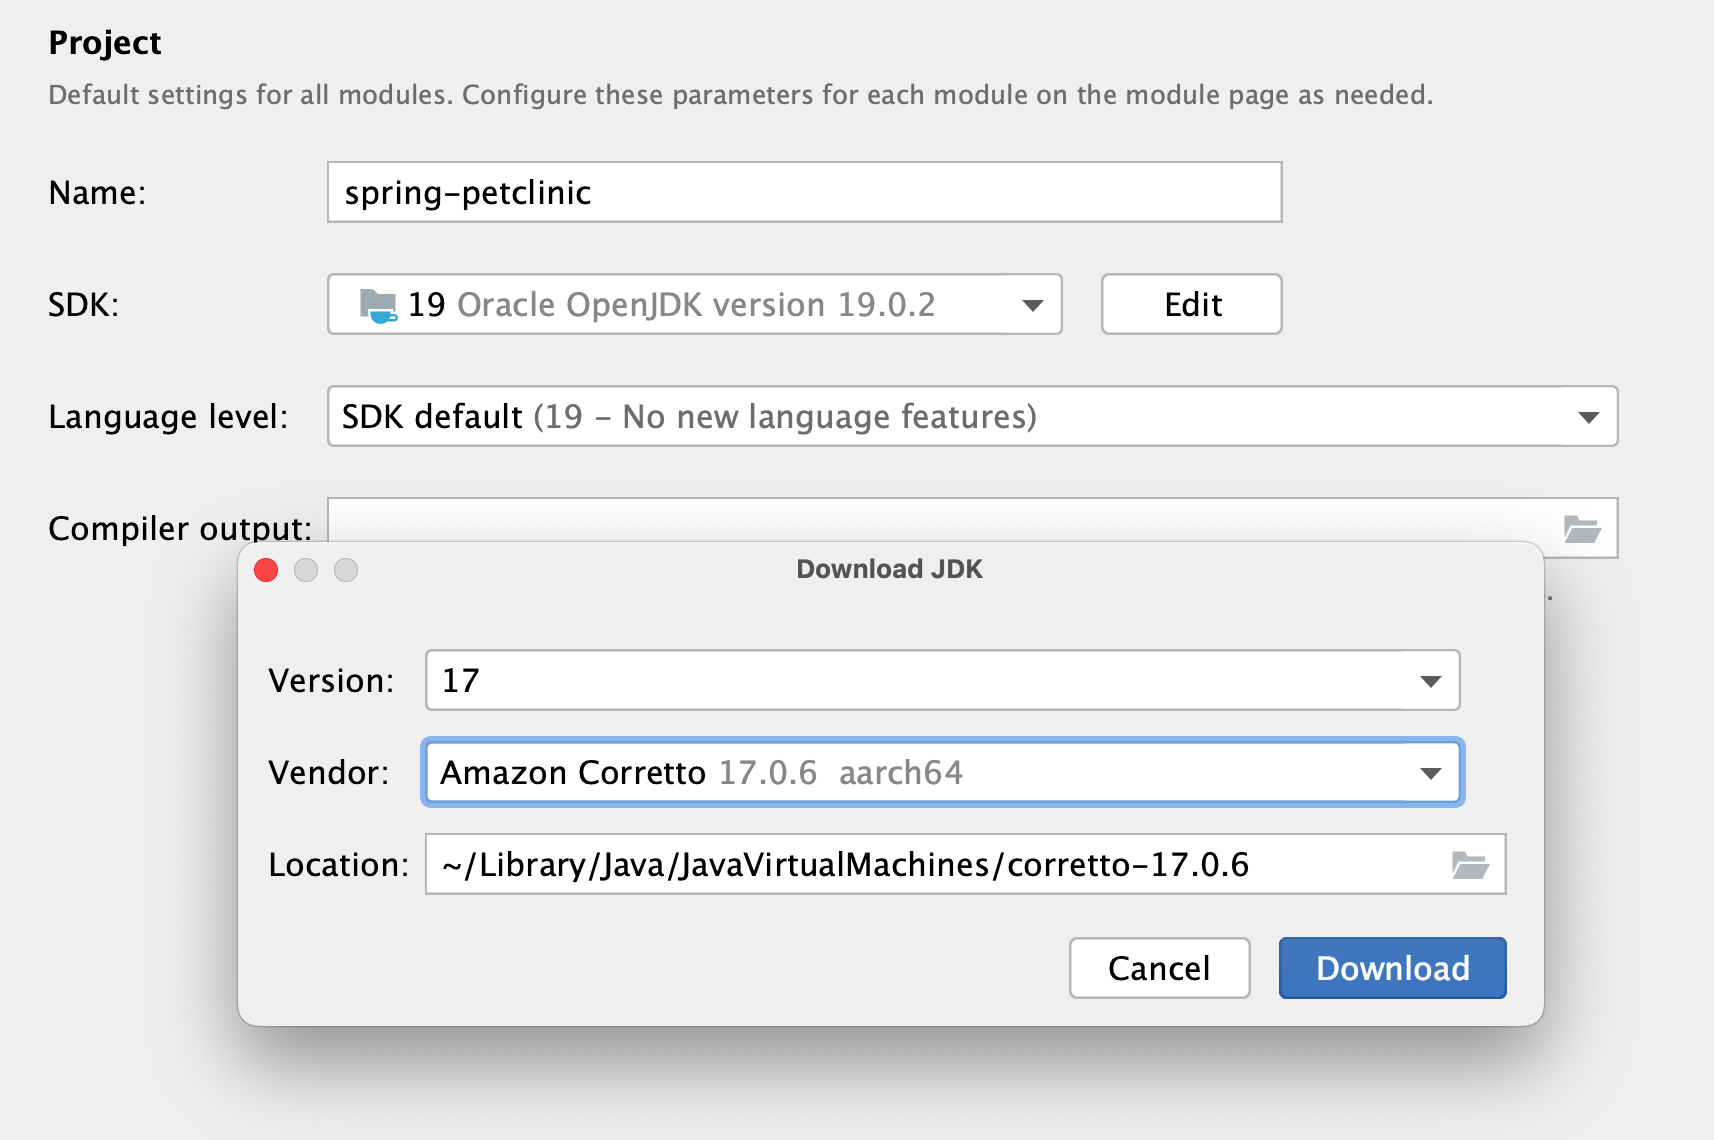 Project
Default settings for all modules. Configure these parameters for each module on the module page as needed.
Name: spring-petclinic
SDK: 19 Oracle OpenJDK version 19.0.2 Edit
Language level: SDK default (19 – No new language features)
Compiler output:
Download JDK
Version: 17
Vendor: Amazon Corretto 17.0.6 aarch64
Location: ~/Library/Java/JavaVirtualMachines/corretto-17.0.6
Cancel Download